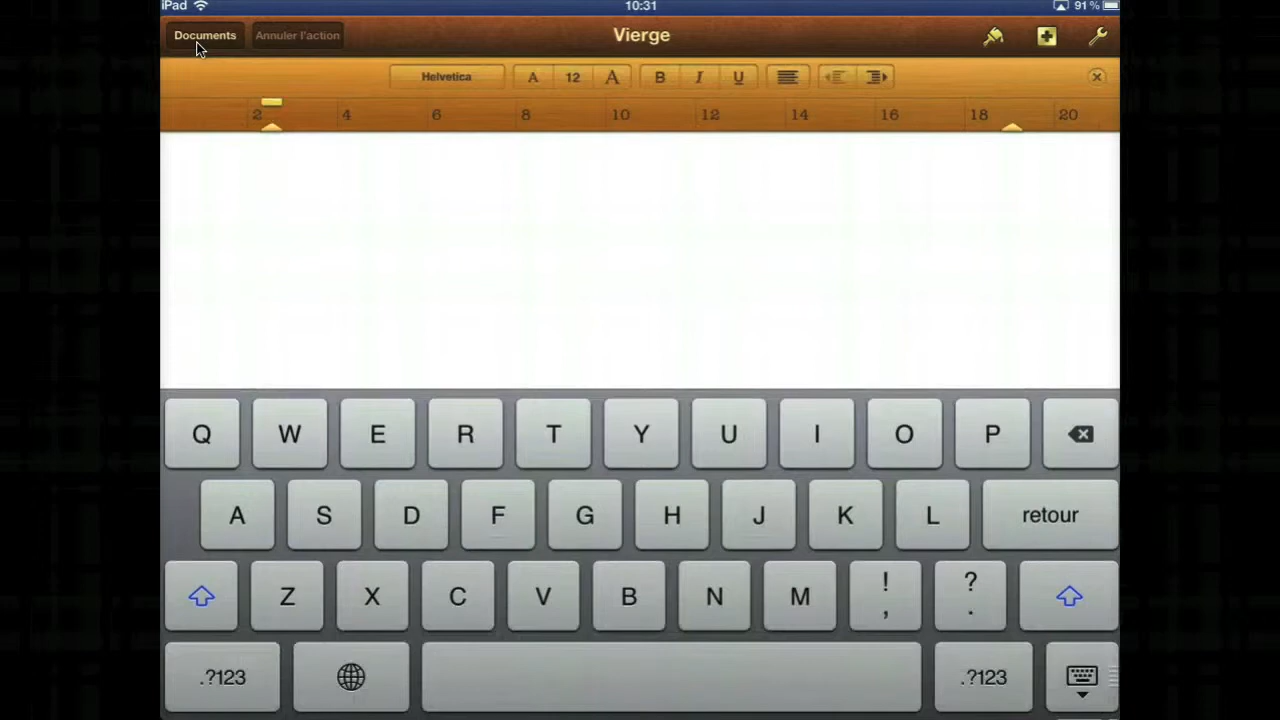 iPad 10:31 91 %
Documents Annuler l'action Vierge
Helvetica A 12 A B I U
2 4 6 8 10 12 14 16 18 20
Q W E R T Y U I O P
A S D F G H J K L retour
Z X C V B N M ! , ? .
.?123 .?123